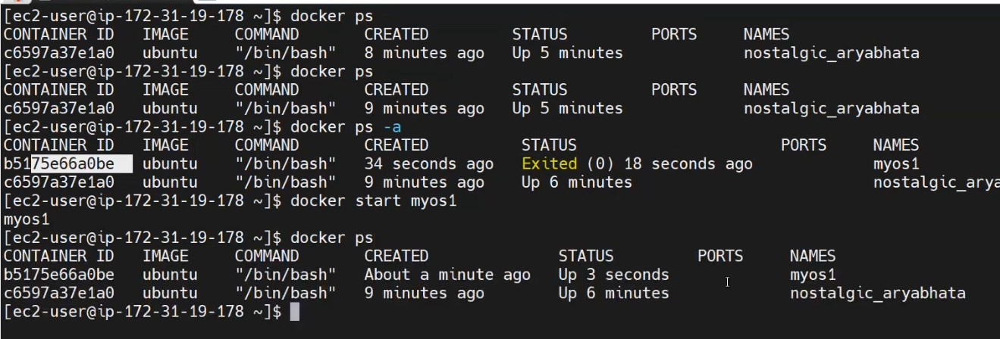 [ec2-user@ip-172-31-19-178 ~]$ docker ps
CONTAINER ID   IMAGE     COMMAND       CREATED         STATUS         PORTS     NAMES
c6597a37e1a0   ubuntu    "/bin/bash"   8 minutes ago   Up 5 minutes             nostalgic_aryabhata
[ec2-user@ip-172-31-19-178 ~]$ docker ps
CONTAINER ID   IMAGE     COMMAND       CREATED         STATUS         PORTS     NAMES
c6597a37e1a0   ubuntu    "/bin/bash"   9 minutes ago   Up 5 minutes             nostalgic_aryabhata
[ec2-user@ip-172-31-19-178 ~]$ docker ps -a
CONTAINER ID   IMAGE     COMMAND       CREATED          STATUS                      PORTS     NAMES
b5175e66a0be   ubuntu    "/bin/bash"   34 seconds ago   Exited (0) 18 seconds ago             myos1
c6597a37e1a0   ubuntu    "/bin/bash"   9 minutes ago    Up 6 minutes                          nostalgic_arya
[ec2-user@ip-172-31-19-178 ~]$ docker start myos1
myos1
[ec2-user@ip-172-31-19-178 ~]$ docker ps
CONTAINER ID   IMAGE     COMMAND       CREATED              STATUS         PORTS     NAMES
b5175e66a0be   ubuntu    "/bin/bash"   About a minute ago   Up 3 seconds             myos1
c6597a37e1a0   ubuntu    "/bin/bash"   9 minutes ago        Up 6 minutes             nostalgic_aryabhata
[ec2-user@ip-172-31-19-178 ~]$